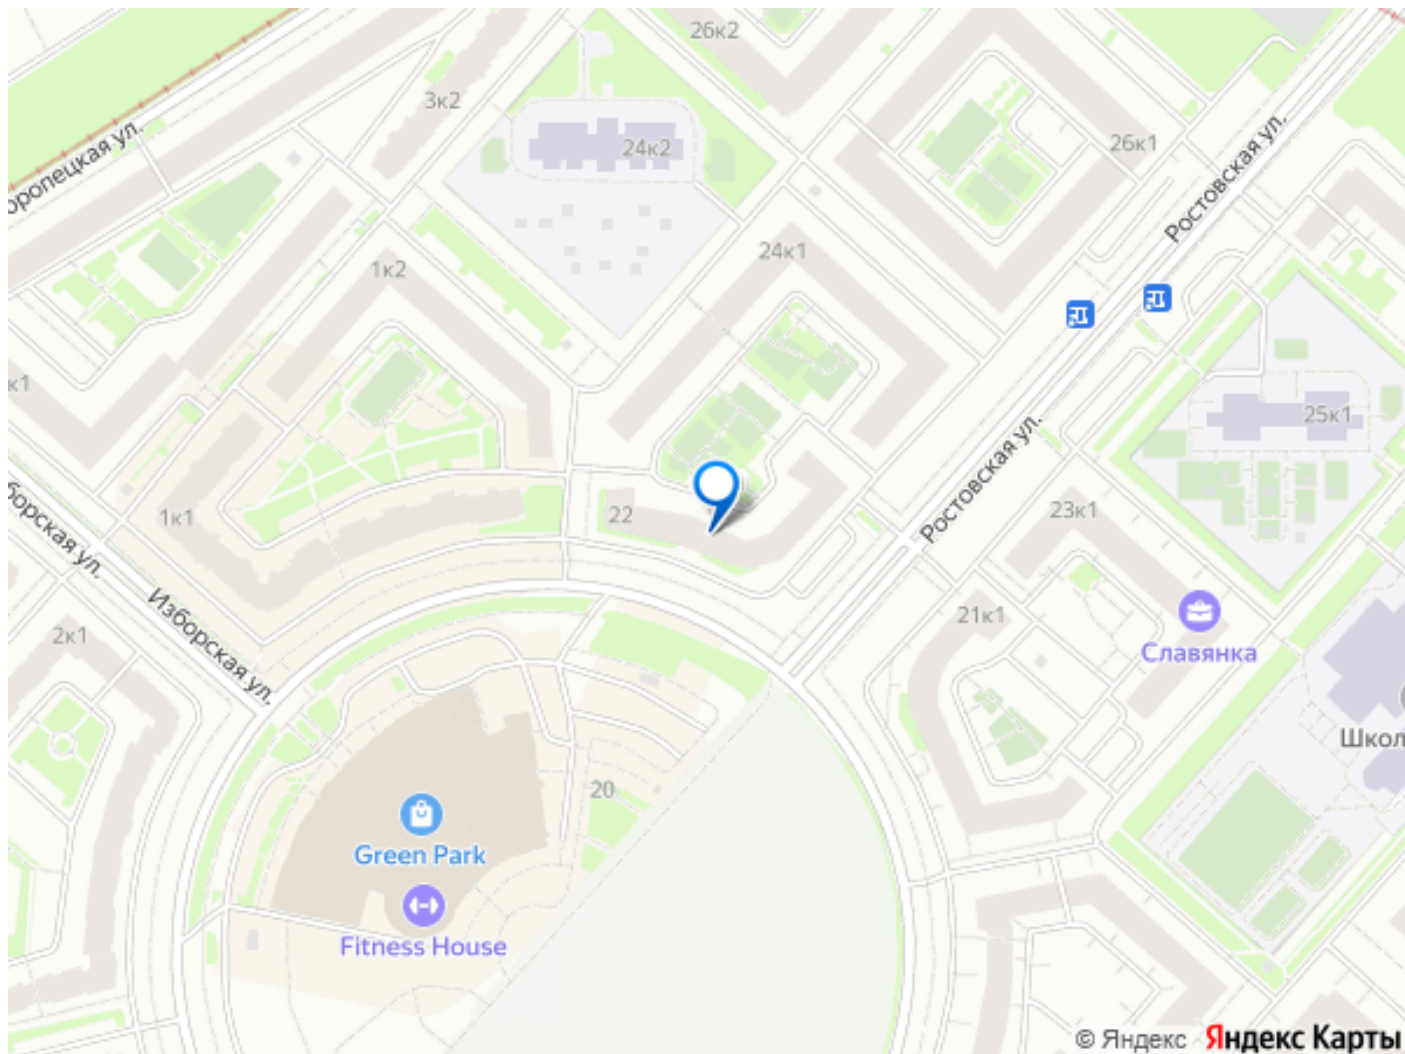 26к2
3к2
24к2
26к1
оропецкая ул.
Ростовская ул.
24к1
1к2
к1
25к1
Ростовская ул.
23к1
22
1к1
борская ул.
Изборская ул.
21к1
2к1
Славянка
Школ
20
Green Park
Fitness House
© Яндекс Яндекс Карты